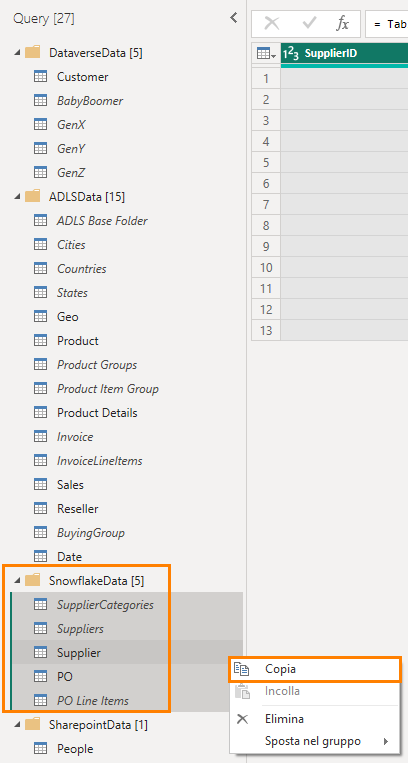 Query [27]
DataverseData [5]
Customer
BabyBoomer
GenX
GenY
GenZ
ADLSData [15]
ADLS Base Folder
Cities
Countries
States
Geo
Product
Product Groups
Product Item Group
Product Details
Invoice
InvoiceLineItems
Sales
Reseller
BuyingGroup
Date
SnowflakeData [5]
SupplierCategories
Suppliers
Supplier
PO
PO Line Items
SharepointData [1]
People
fx
= Tab
1²3 SupplierID
1
2
3
4
5
6
7
8
9
10
11
12
13
Copia
Incolla
Elimina
Sposta nel gruppo